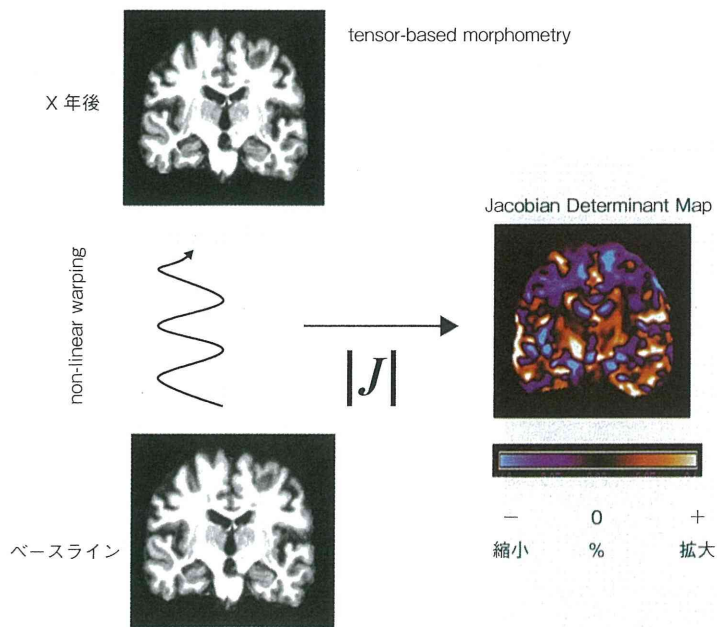 tensor-based morphometry
X 年後
Jacobian Determinant Map
non-linear warping
|J|
ベースライン
− 0 +
縮小 % 拡大